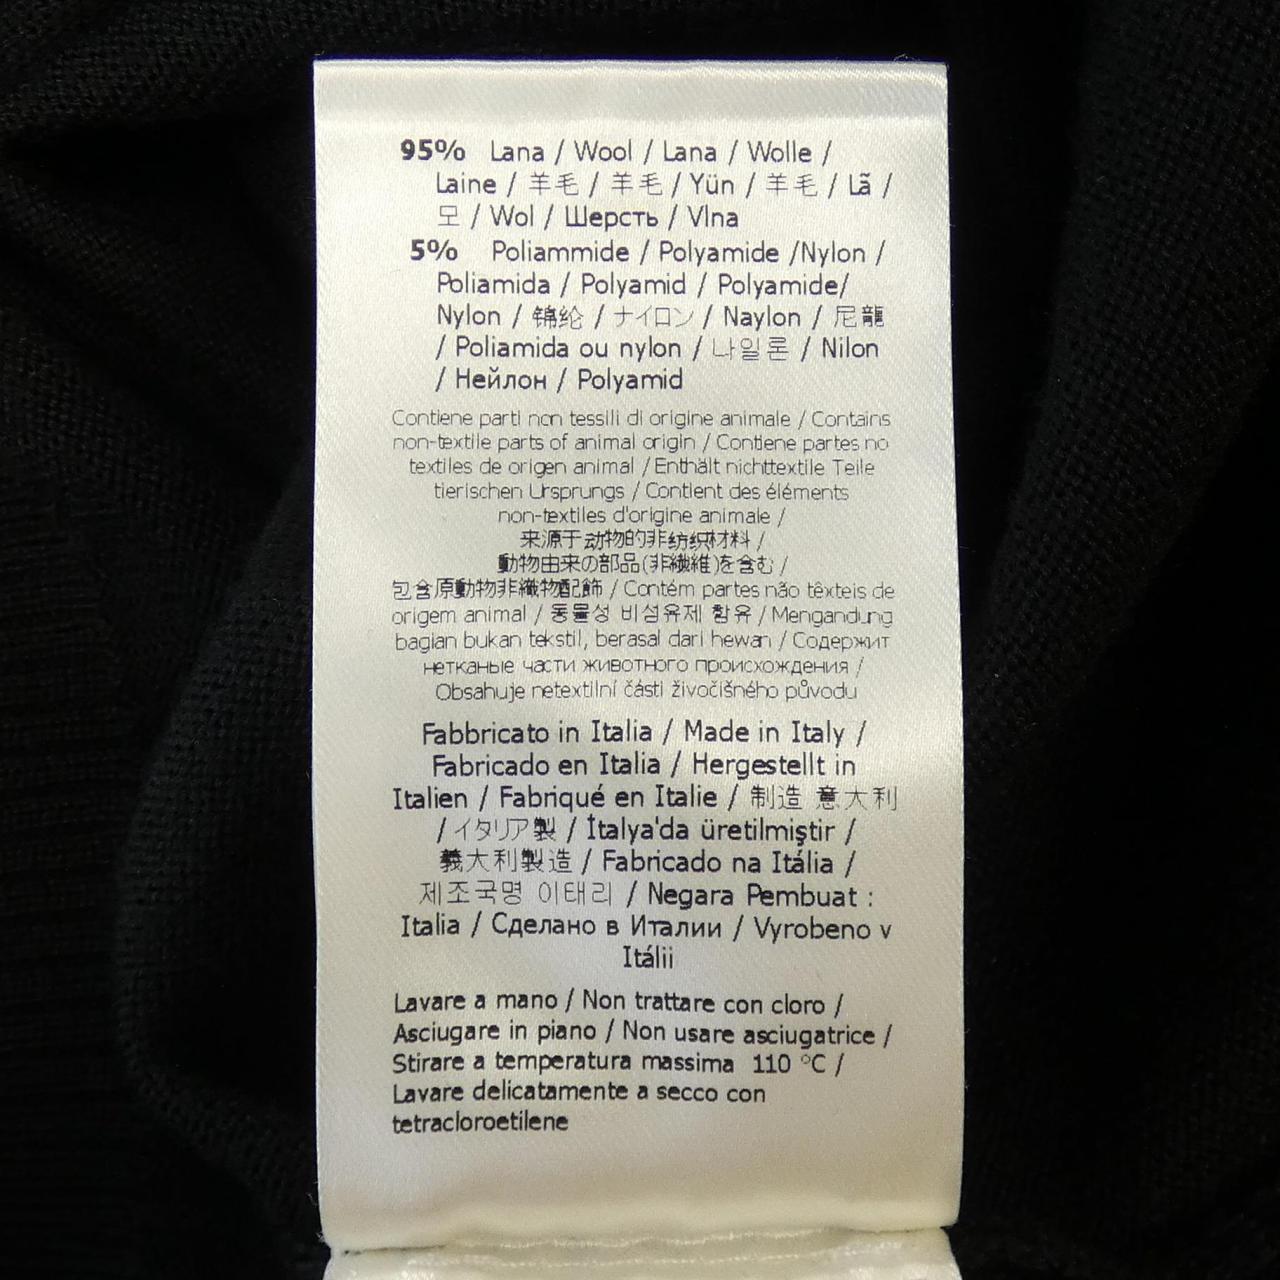 95% Lana / Wool / Lana / Wolle /
Laine / 羊毛 / 羊毛 / Yün / 羊毛 / Lã /
모 / Wol / Шерсть / Vlna
5% Poliammide / Polyamide /Nylon /
Poliamida / Polyamid / Polyamide/
Nylon / 锦纶 / ナイロン / Naylon / 尼龍
/ Poliamida ou nylon / 나일론 / Nilon
/ Нейлон / Polyamid
Contiene parti non tessili di origine animale / Contains
non-textile parts of animal origin / Contiene partes no
textiles de origen animal / Enthält nichttextile Teile
tierischen Ursprungs / Contient des éléments
non-textiles d'origine animale /
来源于动物的非纺织材料 /
動物由来の部品(非繊維)を含む /
包含原動物非織物配飾 / Contém partes não têxteis de
origem animal / 동물성 비섬유제 함유 / Mengandung
bagian bukan tekstil, berasal dari hewan / Содержит
нетканые части животного происхождения /
Obsahuje netextilní části živočišného původu
Fabbricato in Italia / Made in Italy /
Fabricado en Italia / Hergestellt in
Italien / Fabriqué en Italie / 制造 意大利
/ イタリア製 / İtalya'da üretilmiştir /
義大利製造 / Fabricado na Itália /
제조국명 이태리 / Negara Pembuat :
Italia / Сделано в Италии / Vyrobeno v
Itálii
Lavare a mano / Non trattare con cloro /
Asciugare in piano / Non usare asciugatrice /
Stirare a temperatura massima 110 °C /
Lavare delicatamente a secco con
tetracloroetilene